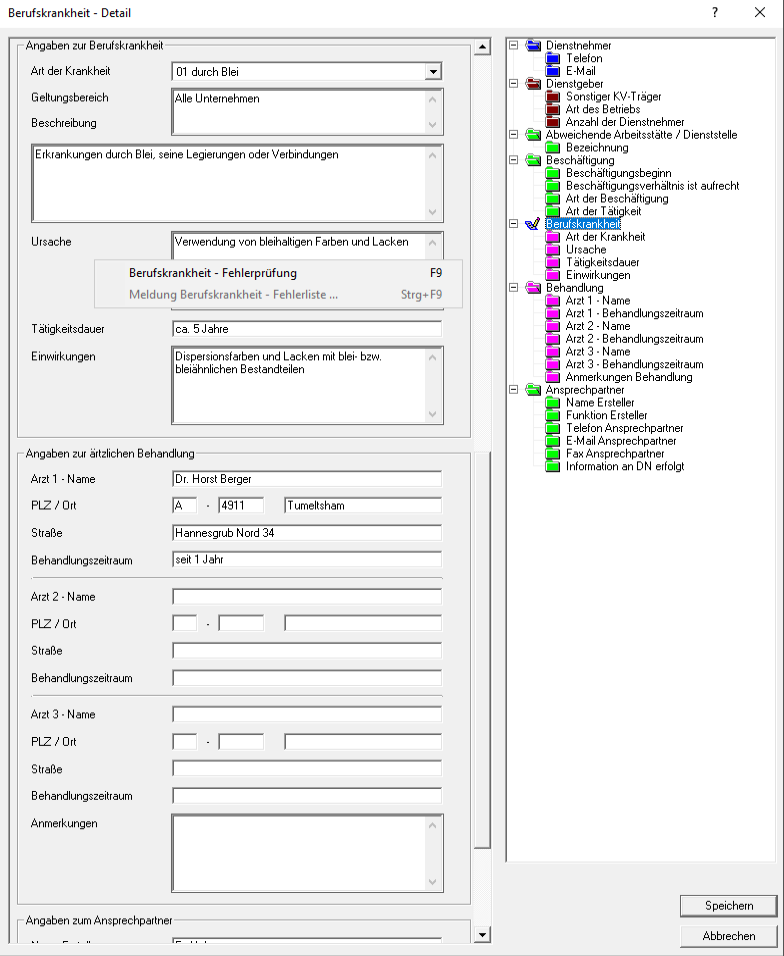 Berufskrankheit - Detail
?
Angaben zur Berufskrankheit
Art der Krankheit
01 durch Blei
Geltungsbereich
Alle Unternehmen
Beschreibung
Erkrankungen durch Blei, seine Legierungen oder Verbindungen
Ursache
Verwendung von bleihaltigen Farben und Lacken
Berufskrankheit - Fehlerprüfung F9
Meldung Berufskrankheit - Fehlerliste ... Strg+F9
Tätigkeitsdauer
ca. 5 Jahre
Einwirkungen
Dispersionsfarben und Lacken mit blei- bzw.
bleiähnlichen Bestandteilen
Angaben zur ärtzlichen Behandlung
Arzt 1 - Name
Dr. Horst Berger
PLZ / Ort
A - 4911 Tumeltsham
Straße
Hannesgrub Nord 34
Behandlungszeitraum
seit 1 Jahr
Arzt 2 - Name
PLZ / Ort
-
Straße
Behandlungszeitraum
Arzt 3 - Name
PLZ / Ort
-
Straße
Behandlungszeitraum
Anmerkungen
Angaben zum Ansprechpartner
Dienstnehmer
Telefon
E-Mail
Dienstgeber
Sonstiger KV-Träger
Art des Betriebs
Anzahl der Dienstnehmer
Abweichende Arbeitsstätte / Dienststelle
Bezeichnung
Beschäftigung
Beschäftigungsbeginn
Beschäftigungsverhältnis ist aufrecht
Art der Beschäftigung
Art der Tätigkeit
Berufskrankheit
Art der Krankheit
Ursache
Tätigkeitsdauer
Einwirkungen
Behandlung
Arzt 1 - Name
Arzt 1 - Behandlungszeitraum
Arzt 2 - Name
Arzt 2 - Behandlungszeitraum
Arzt 3 - Name
Arzt 3 - Behandlungszeitraum
Anmerkungen Behandlung
Ansprechpartner
Name Ersteller
Funktion Ersteller
Telefon Ansprechpartner
E-Mail Ansprechpartner
Fax Ansprechpartner
Information an DN erfolgt
Speichern
Abbrechen